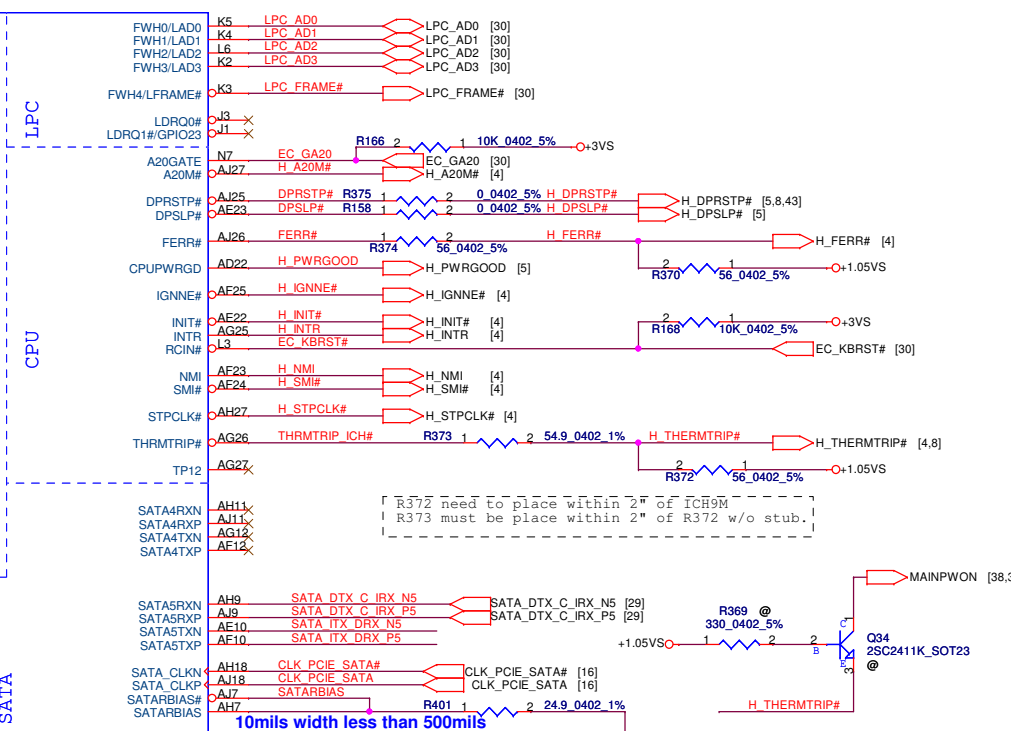 LPC
FWH0/LAD0 K5 LPC_AD0 LPC_AD0 [30]
FWH1/LAD1 K4 LPC_AD1 LPC_AD1 [30]
FWH2/LAD2 L6 LPC_AD2 LPC_AD2 [30]
FWH3/LAD3 K2 LPC_AD3 LPC_AD3 [30]
FWH4/LFRAME# K3 LPC_FRAME# LPC_FRAME# [30]
LDRQ0# J3
LDRQ1#/GPIO23 J1
R166 2 1 10K_0402_5% +3VS
CPU
A20GATE N7 EC_GA20 EC_GA20 [30]
A20M# AJ27 H_A20M# H_A20M# [4]
DPRSTP# AJ25 DPRSTP# R375 1 2 0_0402_5% H_DPRSTP# H_DPRSTP# [5,8,43]
DPSLP# AE23 DPSLP# R158 1 2 0_0402_5% H_DPSLP# H_DPSLP# [5]
FERR# AJ26 FERR# 1 2 H_FERR# H_FERR# [4]
R374 56_0402_5%
CPUPWRGD AD22 H_PWRGOOD H_PWRGOOD [5] 2 1 +1.05VS
R370 56_0402_5%
IGNNE# AF25 H_IGNNE# H_IGNNE# [4]
INIT# AE22 H_INIT# H_INIT# [4] 2 1 +3VS
INTR AG25 H_INTR H_INTR [4] R168 10K_0402_5%
RCIN# L3 EC_KBRST# EC_KBRST# [30]
NMI AF23 H_NMI H_NMI [4]
SMI# AF24 H_SMI# H_SMI# [4]
STPCLK# AH27 H_STPCLK# H_STPCLK# [4]
THRMTRIP# AG26 THRMTRIP_ICH# R373 1 2 54.9_0402_1% H_THERMTRIP# H_THERMTRIP# [4,8]
TP12 AG27 2 1 +1.05VS
R372 56_0402_5%
R372 need to place within 2" of ICH9M
R373 must be place within 2" of R372 w/o stub.
SATA4RXN AH11
SATA4RXP AJ11
SATA4TXN AG12
SATA4TXP AF12
MAINPWON [38,3
SATA
SATA5RXN AH9 SATA_DTX_C_IRX_N5 SATA_DTX_C_IRX_N5 [29]
SATA5RXP AJ9 SATA_DTX_C_IRX_P5 SATA_DTX_C_IRX_P5 [29]
SATA5TXN AE10 SATA_ITX_DRX_N5
SATA5TXP AF10 SATA_ITX_DRX_P5
R369 @
330_0402_5%
+1.05VS 1 2 2 B C E 3 1
Q34
2SC2411K_SOT23
@
SATA_CLKN AH18 CLK_PCIE_SATA# CLK_PCIE_SATA# [16]
SATA_CLKP AJ18 CLK_PCIE_SATA CLK_PCIE_SATA [16]
SATARBIAS# AJ7 SATARBIAS
SATARBIAS AH7 R401 1 2 24.9_0402_1% H_THERMTRIP#
10mils width less than 500mils